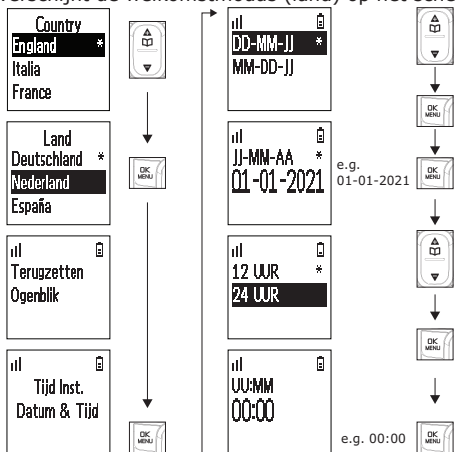 Country
England *
Italia
France
OK
MENU
Land
Deutschland *
Nederland
España
Terugzetten
Ogenblik
Tijd Inst.
Datum & Tijd
OK
MENU
DD-MM-JJ *
MM-DD-JJ
OK
MENU
JJ-MM-AA *
01-01-2021
e.g.
01-01-2021
OK
MENU
12 UUR *
24 UUR
OK
MENU
UU:MM
00:00
e.g. 00:00
OK
MENU